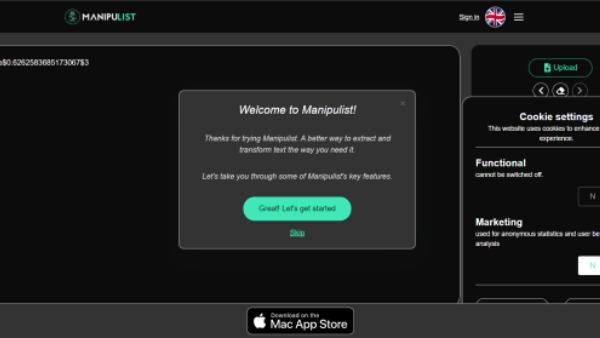 MANIPULIST
Sign in
$0.6262583685173067$3
Upload
Welcome to Manipulist!
×
Thanks for trying Manipulist. A better way to extract and
transform text the way you need it.
Let's take you through some of Manipulist's key features.
Great! Let's get started
Skip
Cookie settings
This website uses cookies to enhance
experience.
Functional
cannot be switched off.
N
Marketing
used for anonymous statistics and user be
analysis
N
Download on the
Mac App Store